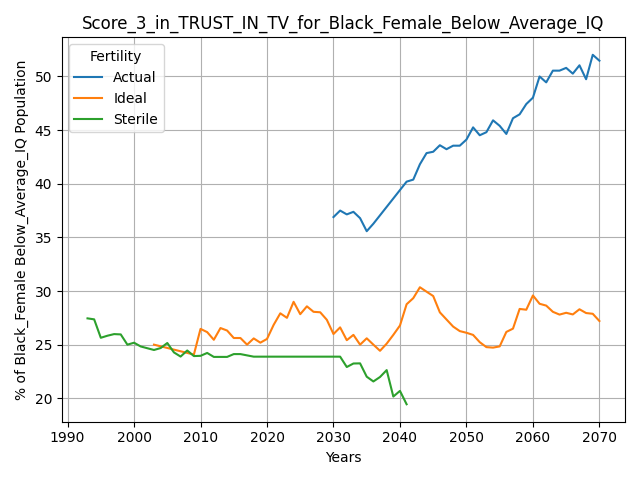 Score_3_in_TRUST_IN_TV_for_Black_Female_Below_Average_IQ
Fertility
Actual
Ideal
Sterile
% of Black_Female Below_Average_IQ Population
50
45
40
35
30
25
20
1990 2000 2010 2020 2030 2040 2050 2060 2070
Years